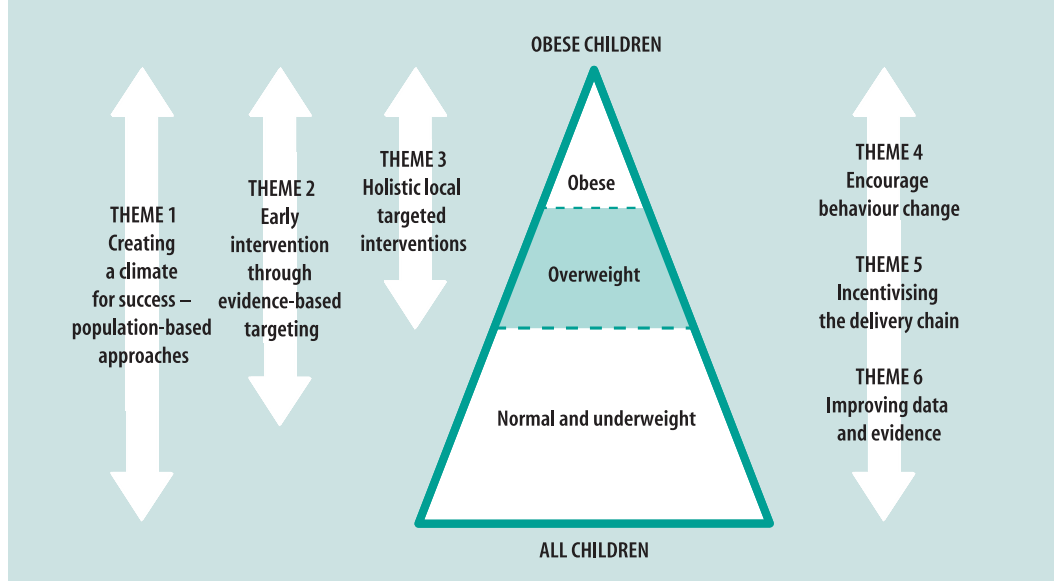 OBESE CHILDREN
THEME 1
Creating
a climate
for success –
population-based
approaches
THEME 2
Early
intervention
through
evidence-based
targeting
THEME 3
Holistic local
targeted
interventions
Obese
Overweight
Normal and underweight
ALL CHILDREN
THEME 4
Encourage
behaviour change
THEME 5
Incentivising
the delivery chain
THEME 6
Improving data
and evidence